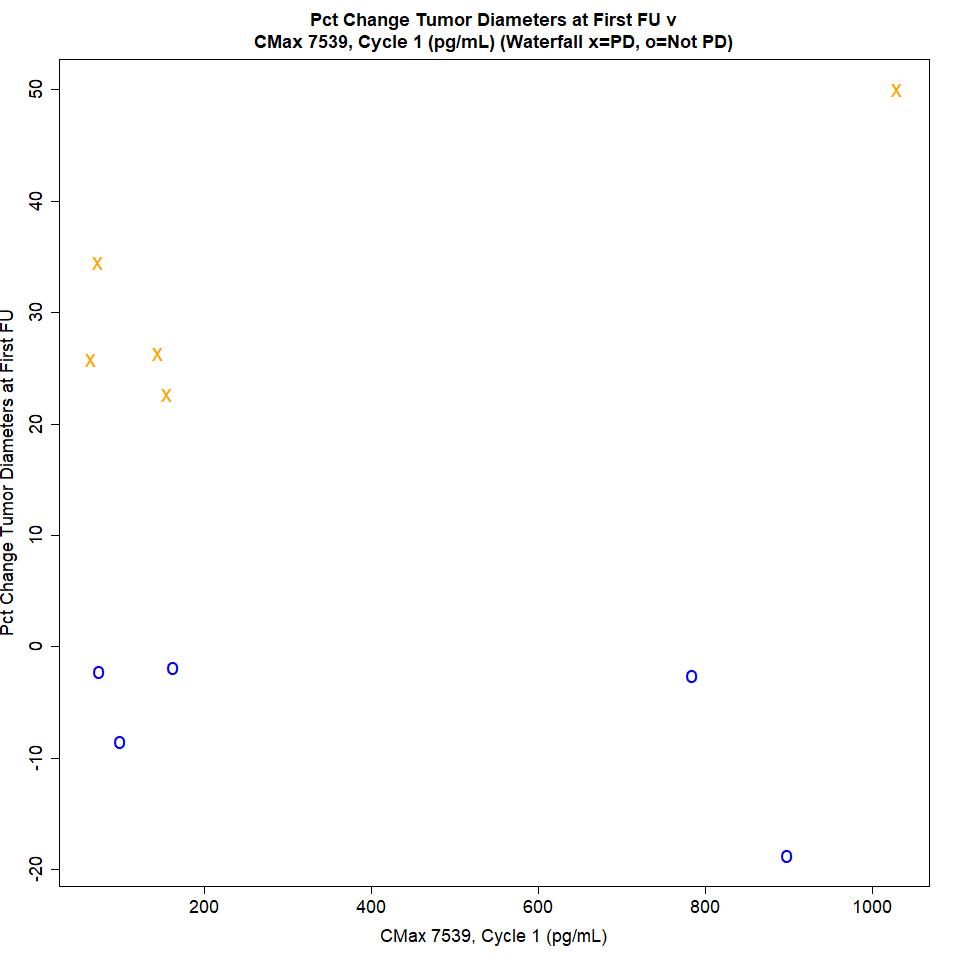 Pct Change Tumor Diameters at First FU v
CMax 7539, Cycle 1 (pg/mL) (Waterfall x=PD, o=Not PD)
Pct Change Tumor Diameters at First FU
50
40
30
20
10
0
-10
-20
X
X
X
X
X
O
O
O
O
O
200 400 600 800 1000
CMax 7539, Cycle 1 (pg/mL)